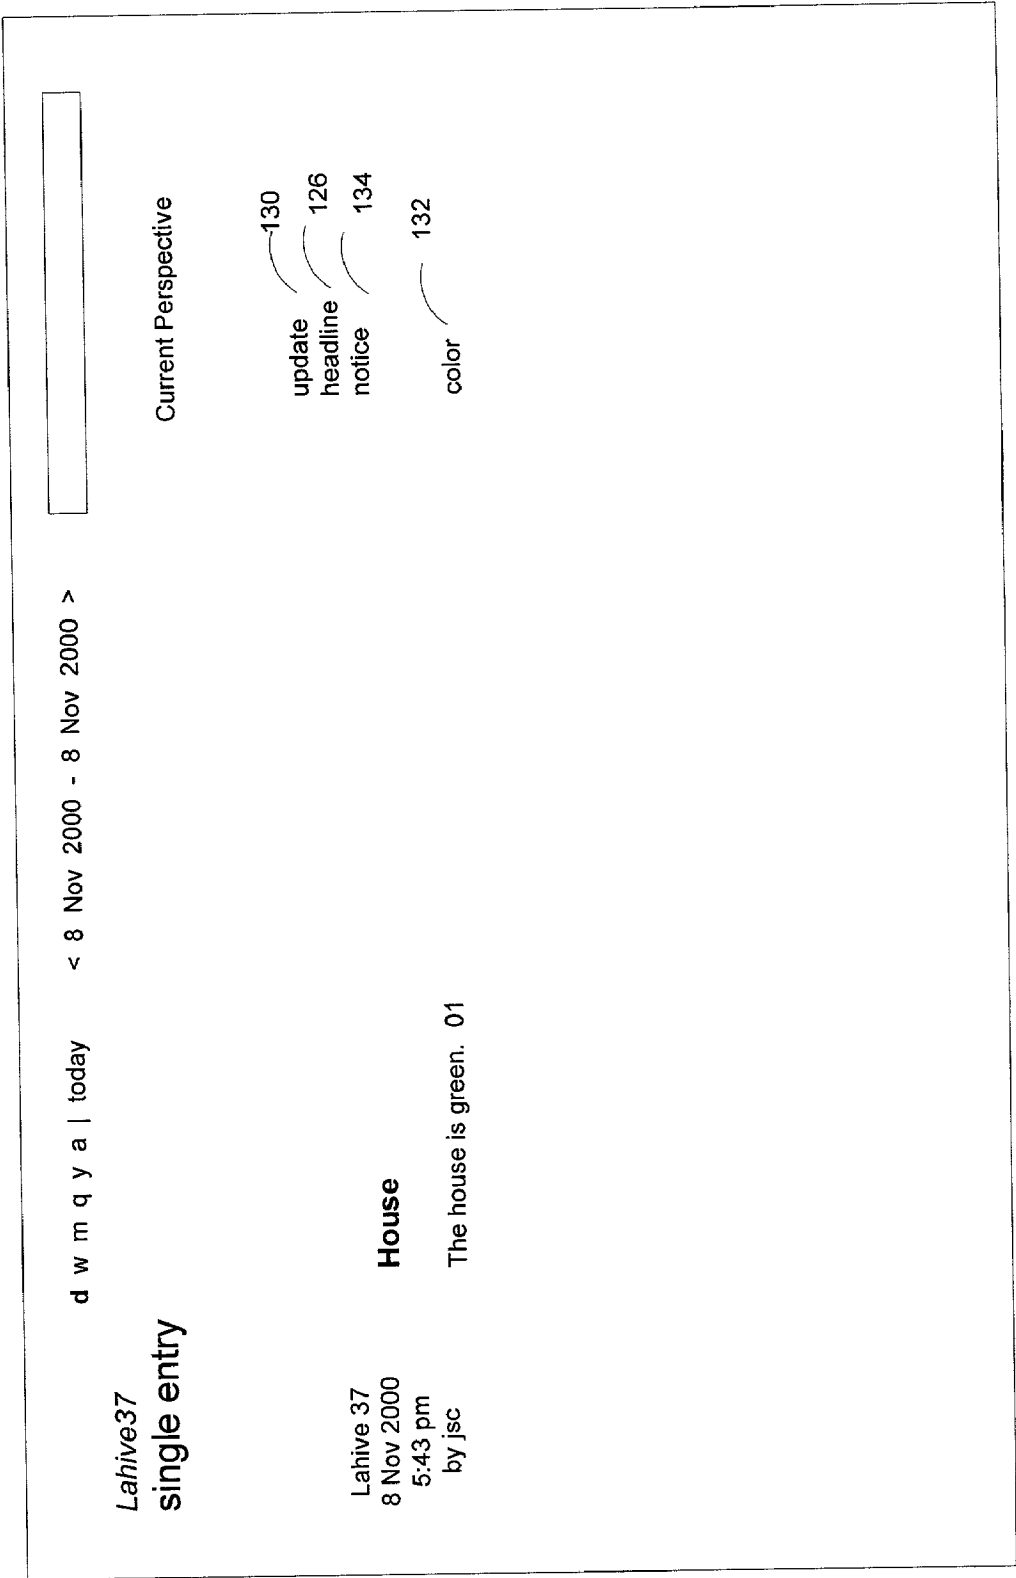 d w m q y a | today < 8 Nov 2000 - 8 Nov 2000 >
Lahive37
single entry
Current Perspective
130
update
126
headline
134
notice
Lahive 37
8 Nov 2000
5:43 pm
by jsc
House
132
color
The house is green. 01